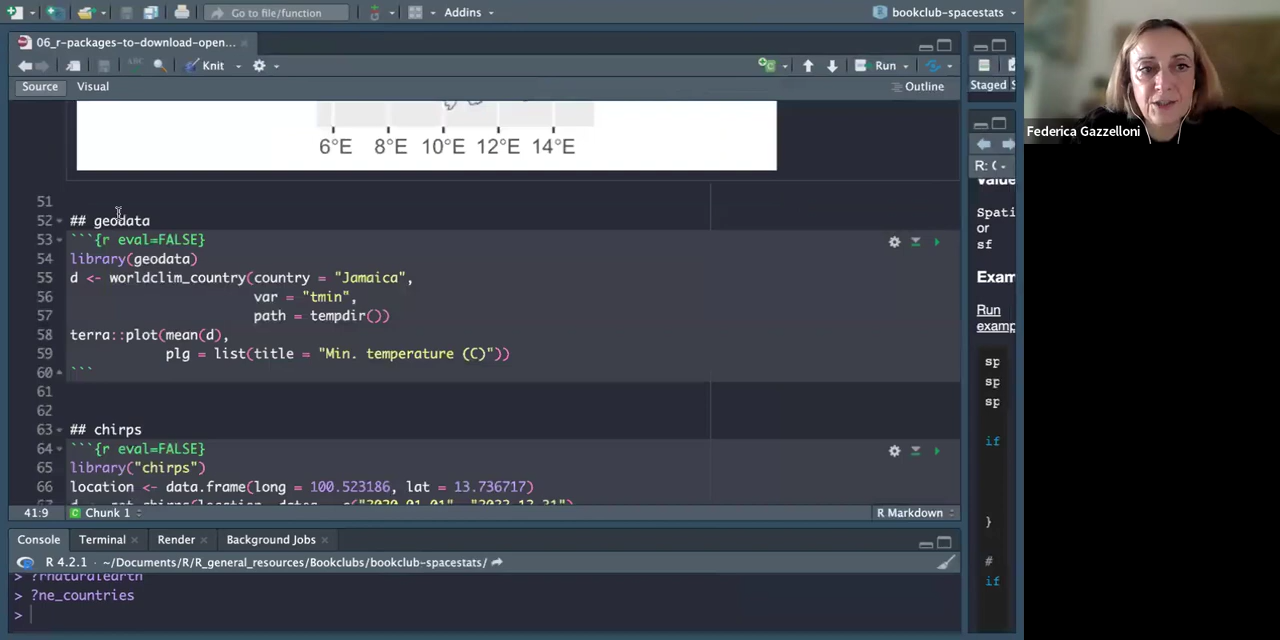 Go to file/function
Addins
bookclub-spacestats
06_r-packages-to-download-open...
Knit
Run
Source
Visual
Outline
Staged S
6°E 8°E 10°E 12°E 14°E
R: (
51
52 ## geodata
53 ```{r eval=FALSE}
54 library(geodata)
55 d <- worldclim_country(country = "Jamaica",
56 var = "tmin",
57 path = tempdir())
58 terra::plot(mean(d),
59 plg = list(title = "Min. temperature (C)"))
60 ```
61
62
63 ## chirps
64 ```{r eval=FALSE}
65 library("chirps")
66 location <- data.frame(long = 100.523186, lat = 13.736717)
41:9
Chunk 1
R Markdown
Console
Terminal
Render
Background Jobs
R 4.2.1 · ~/Documents/R/R_general_resources/Bookclubs/bookclub-spacestats/
> ?rnaturalearth
> ?ne_countries
>
Value
Spati
or
sf
Exam
Run
examp
sp
sp
sp
if
}
#
if
Federica Gazzelloni